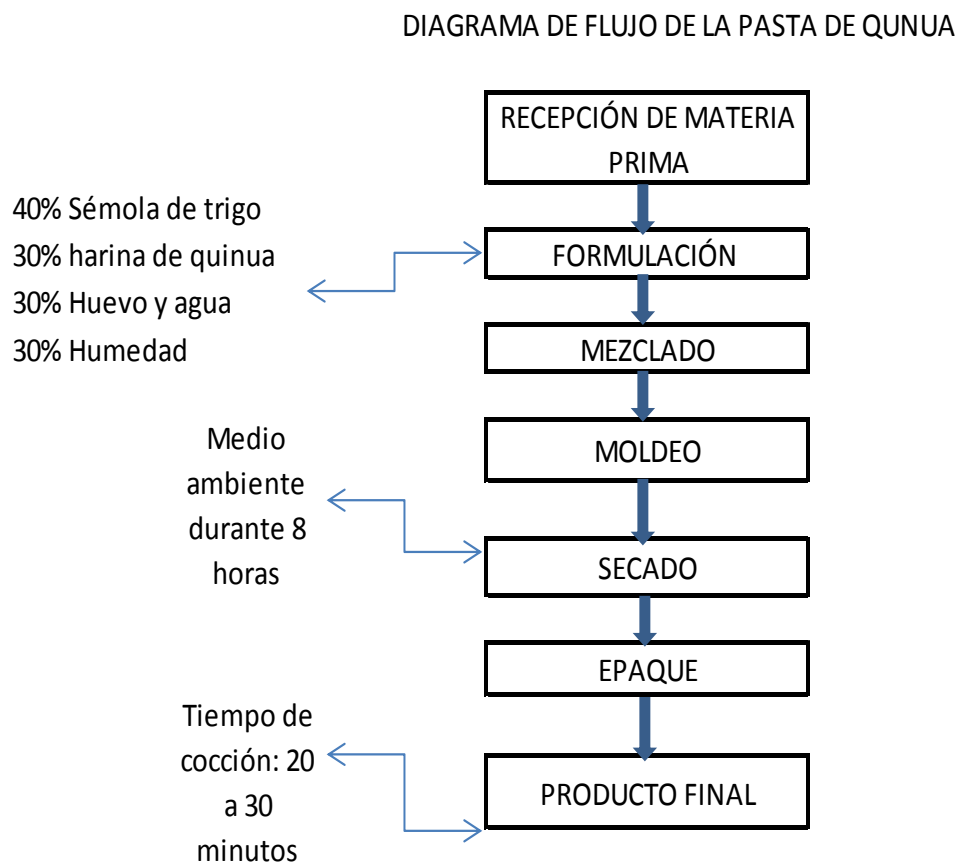 DIAGRAMA DE FLUJO DE LA PASTA DE QUNUA
RECEPCIÓN DE MATERIA
PRIMA
40% Sémola de trigo
30% harina de quinua
30% Huevo y agua
30% Humedad
FORMULACIÓN
MEZCLADO
MOLDEO
Medio
ambiente
durante 8
horas
SECADO
EPAQUE
Tiempo de
cocción: 20
a 30
minutos
PRODUCTO FINAL